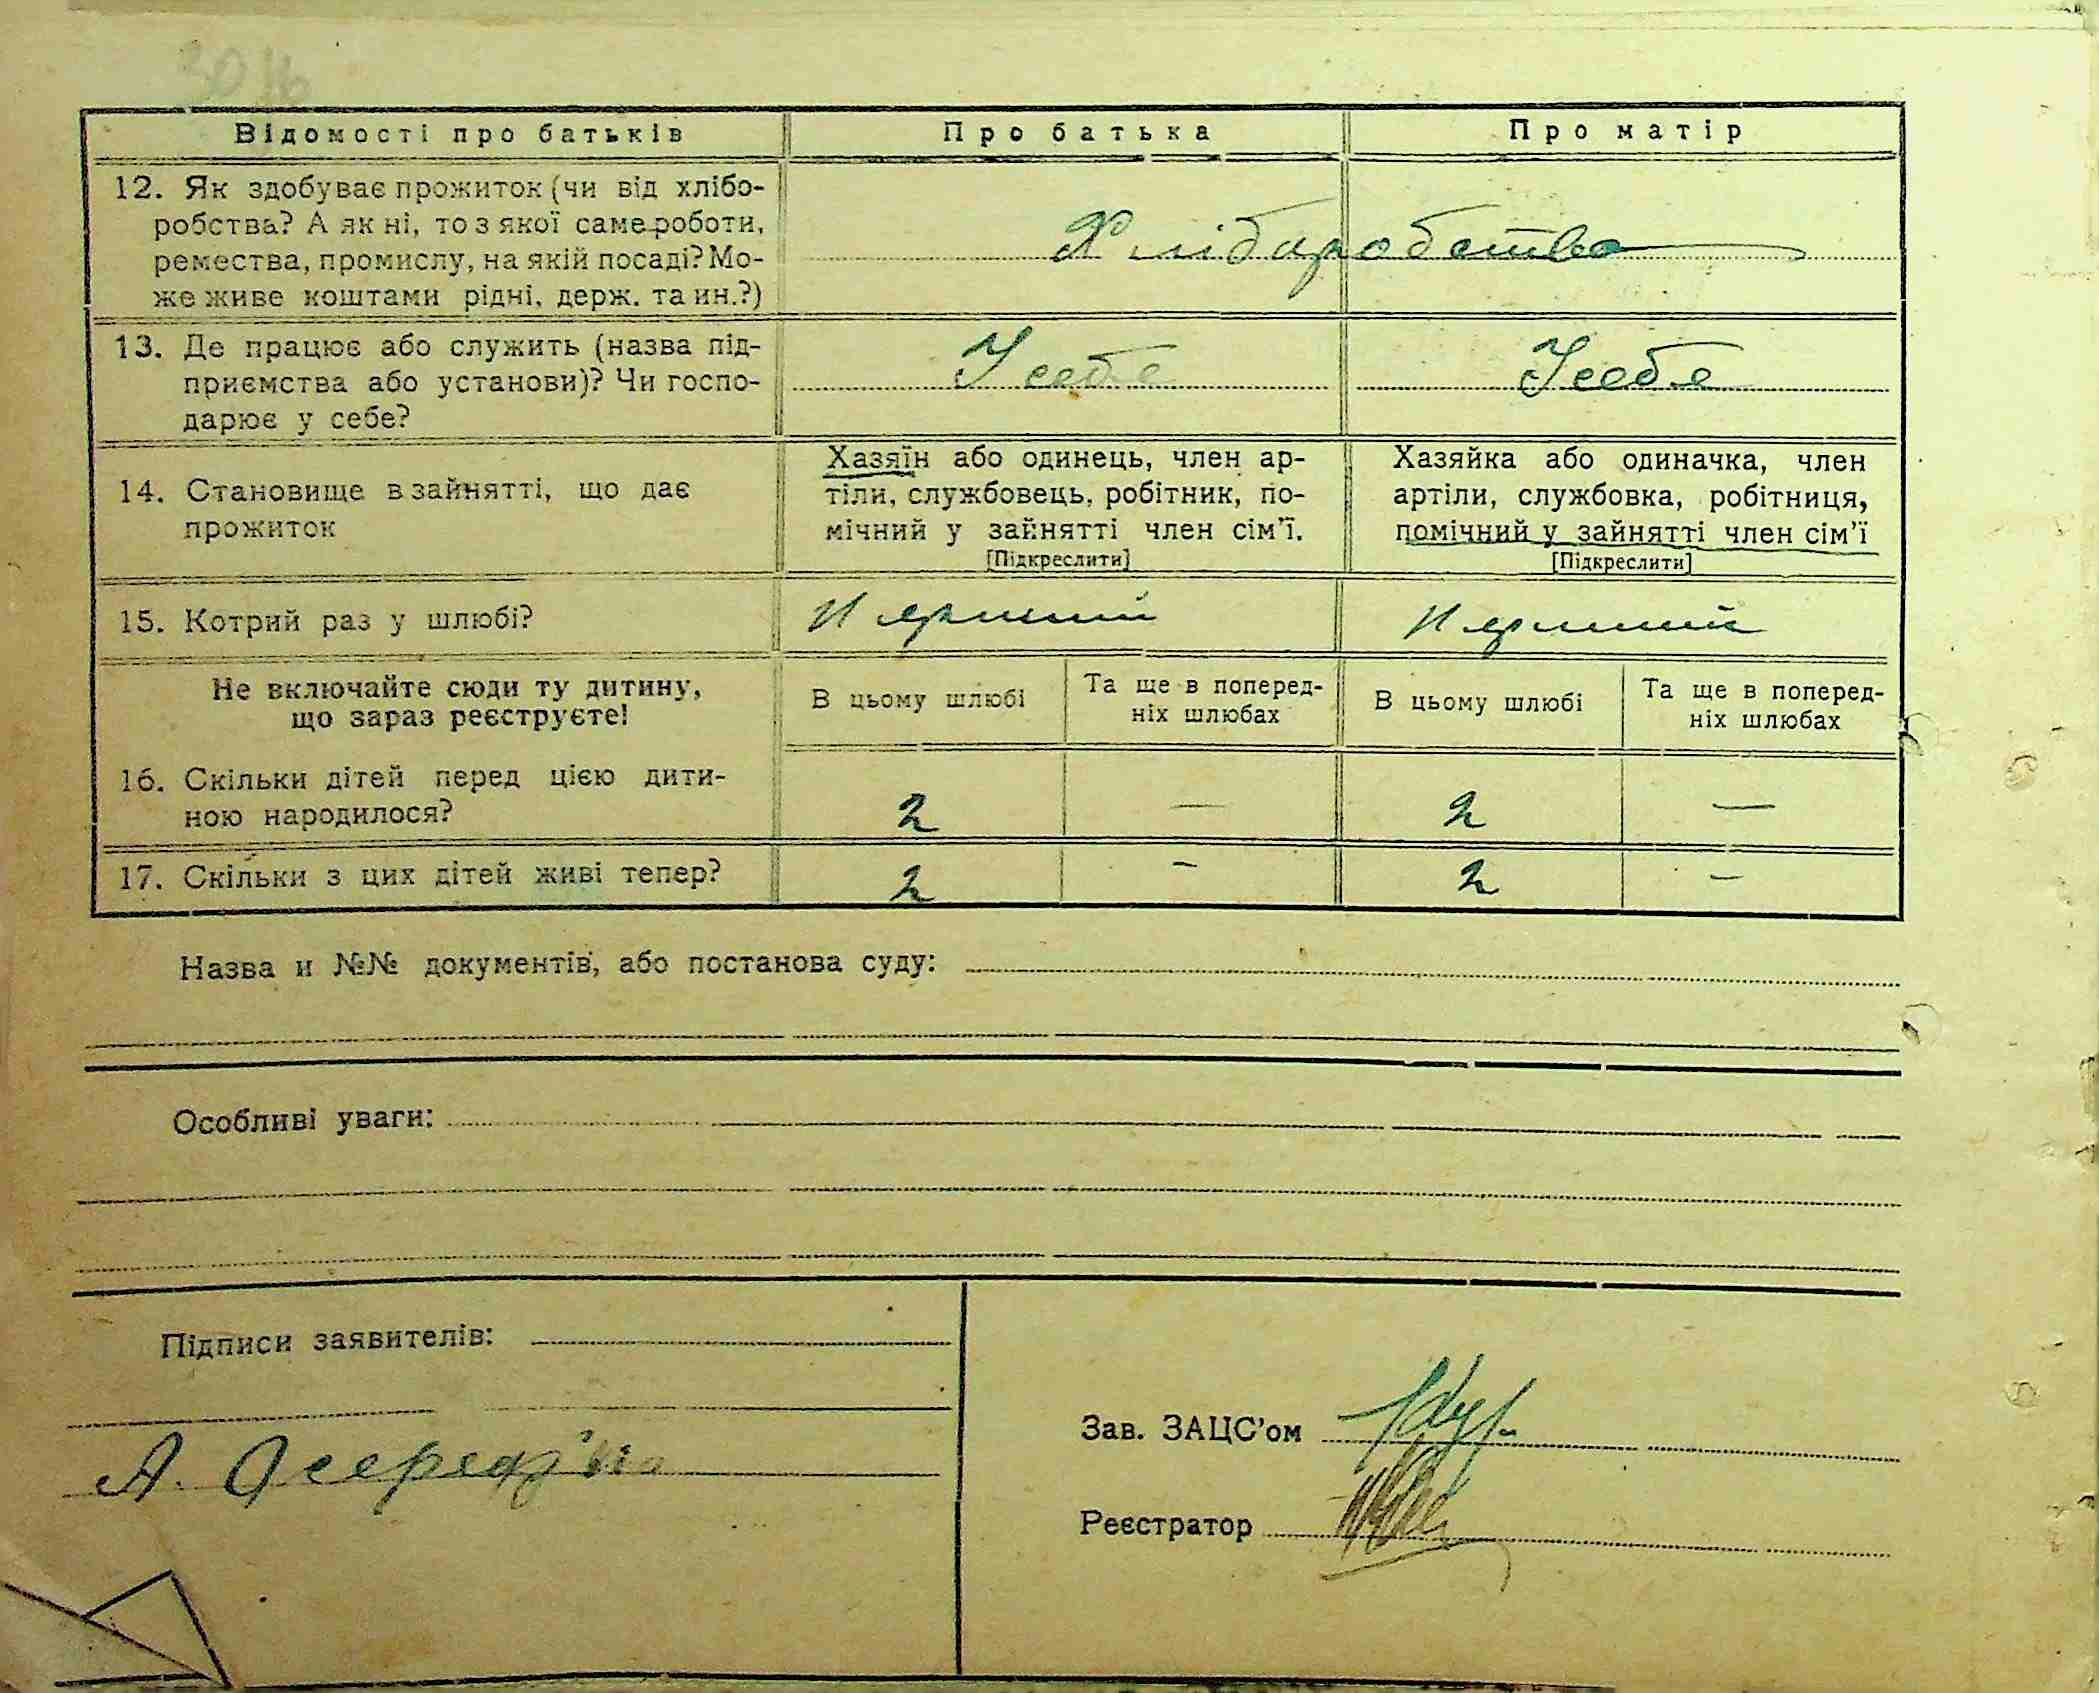 Відомості про батьків
Про батька
Про матір
12. Як здобуває прожиток (чи від хлібо-
робства? А як ні, то з якої саме роботи,
ремества, промислу, на якій посаді? Мо-
же живе коштами рідні, держ. та ин.?)
Хлібаробство
13. Де працює або служить (назва під-
приємства або установи)? Чи госпо-
дарює у себе?
У себе
У себе
14. Становище в зайнятті, що дає
прожиток
Хазяїн або одинець, член ар-
тіли, службовець, робітник, по-
мічний у зайнятті член сім’ї.
[Підкреслити]
Хазяйка або одиначка, член
артіли, службовка, робітниця,
помічний у зайнятті член сім’ї
[Підкреслити]
15. Котрий раз у шлюбі?
Перший
Перший
Не включайте сюди ту дитину,
що зараз реєструєте!
В цьому шлюбі
Та ще в поперед-
ніх шлюбах
В цьому шлюбі
Та ще в поперед-
ніх шлюбах
16. Скільки дітей перед цією дити-
ною народилося?
2
—
2
—
17. Скільки з цих дітей живі тепер?
2
-
2
-
Назва и №№ документів, або постанова суду:
Особливі уваги:
Підписи заявителів:
А.
Зав. ЗАЦС’ом
Реєстратор